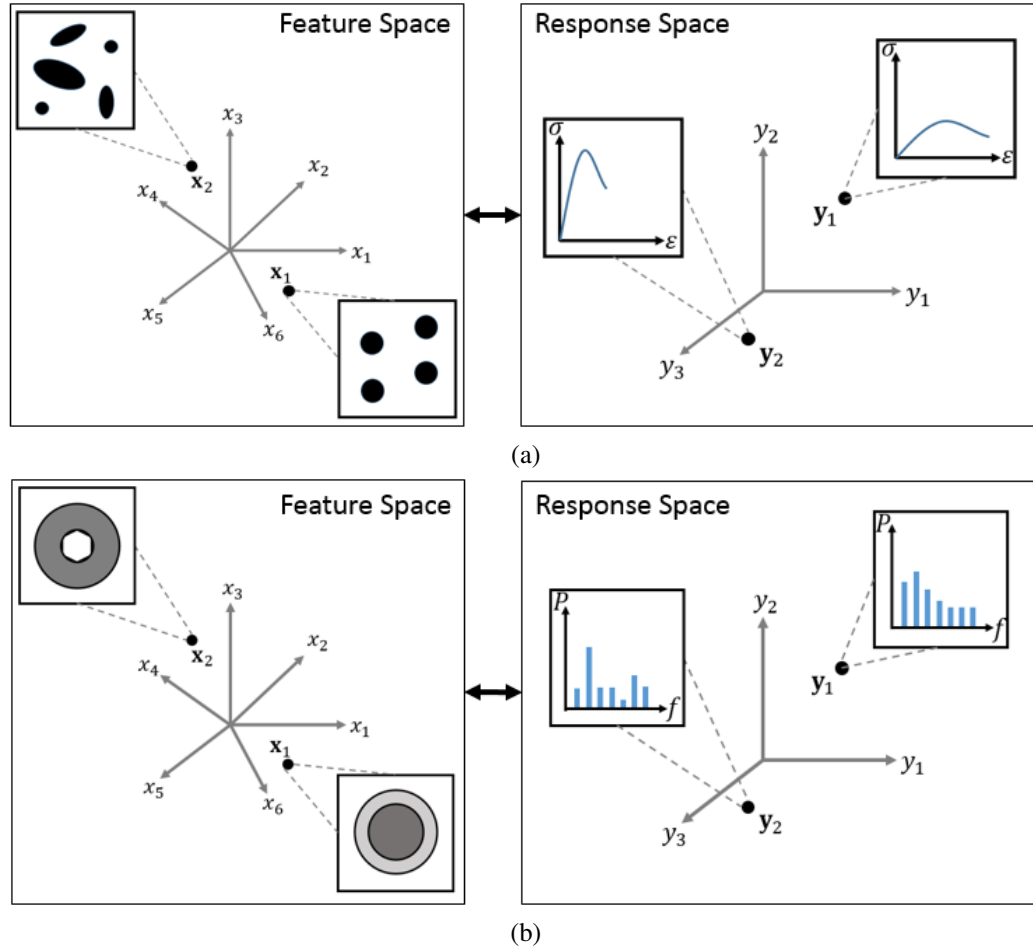 Feature Space
x₃
x₂
𝐱₂
x₄
x₁
𝐱₁
x₅
x₆
Response Space
σ
ε
σ
ε
y₂
𝐲₁
y₁
𝐲₂
y₃
(a)
Feature Space
x₃
x₂
𝐱₂
x₄
x₁
𝐱₁
x₅
x₆
Response Space
P
f
P
f
y₂
𝐲₁
y₁
𝐲₂
y₃
(b)